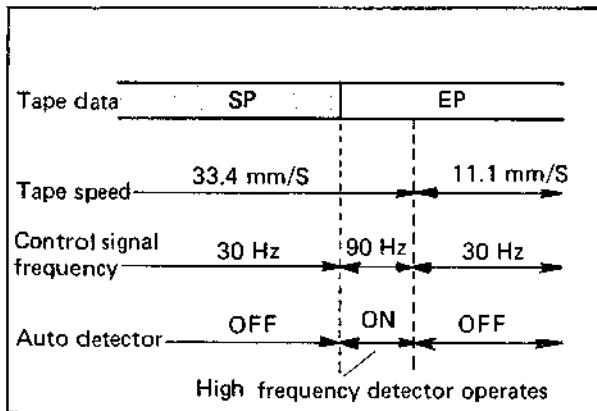 Tape data SP EP
33.4 mm/S 11.1 mm/S
Tape speed
Control signal
frequency 30 Hz 90 Hz 30 Hz
Auto detector OFF ON OFF
High frequency detector operates